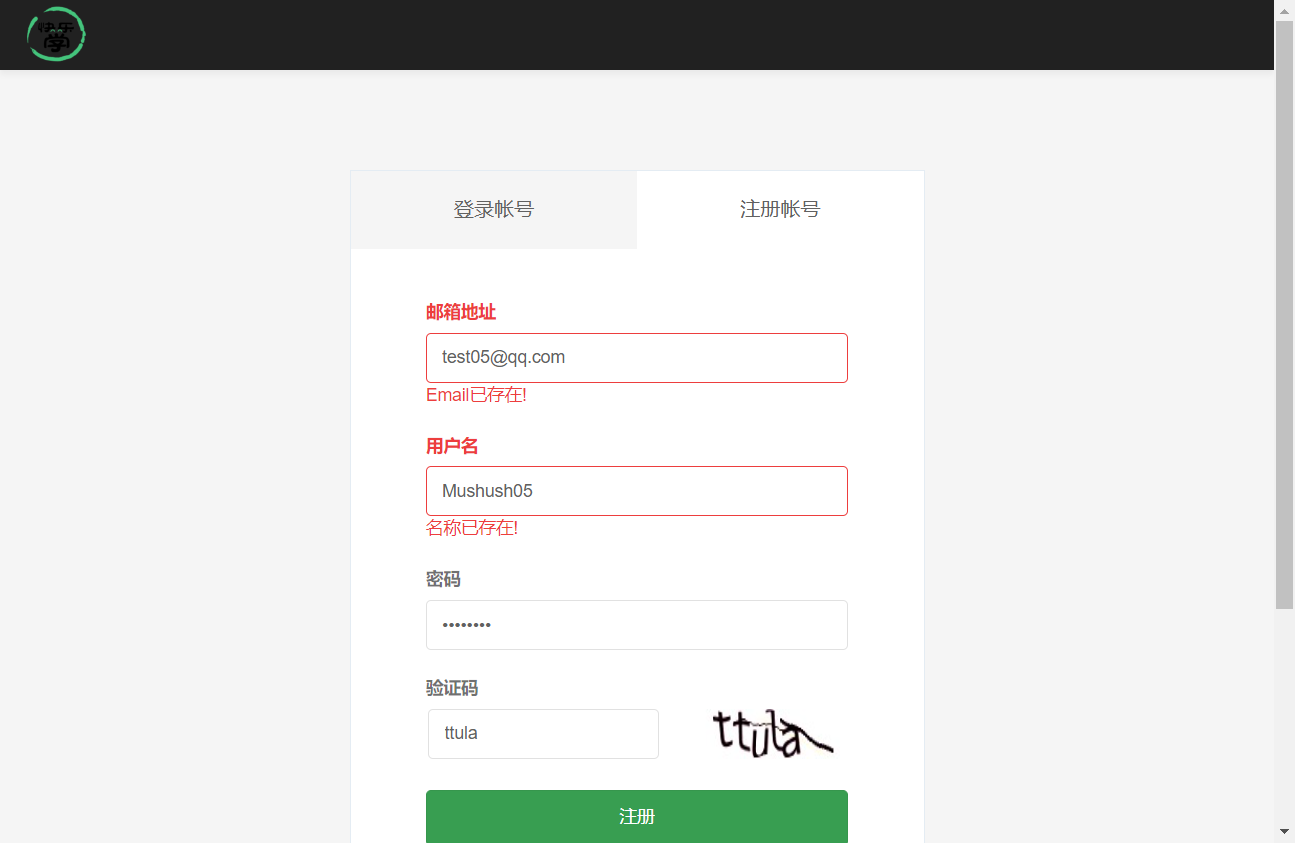 快乐
学
登录帐号
注册帐号
邮箱地址
test05@qq.com
Email已存在!
用户名
Mushush05
名称已存在!
密码
••••••••
验证码
ttula
ttula
注册